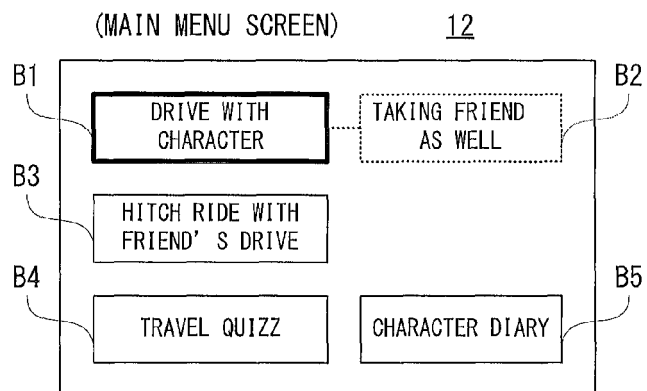 (MAIN MENU SCREEN) 12
B1
B2
DRIVE WITH
CHARACTER
TAKING FRIEND
AS WELL
B3
HITCH RIDE WITH
FRIEND' S DRIVE
B4
B5
TRAVEL QUIZZ
CHARACTER DIARY